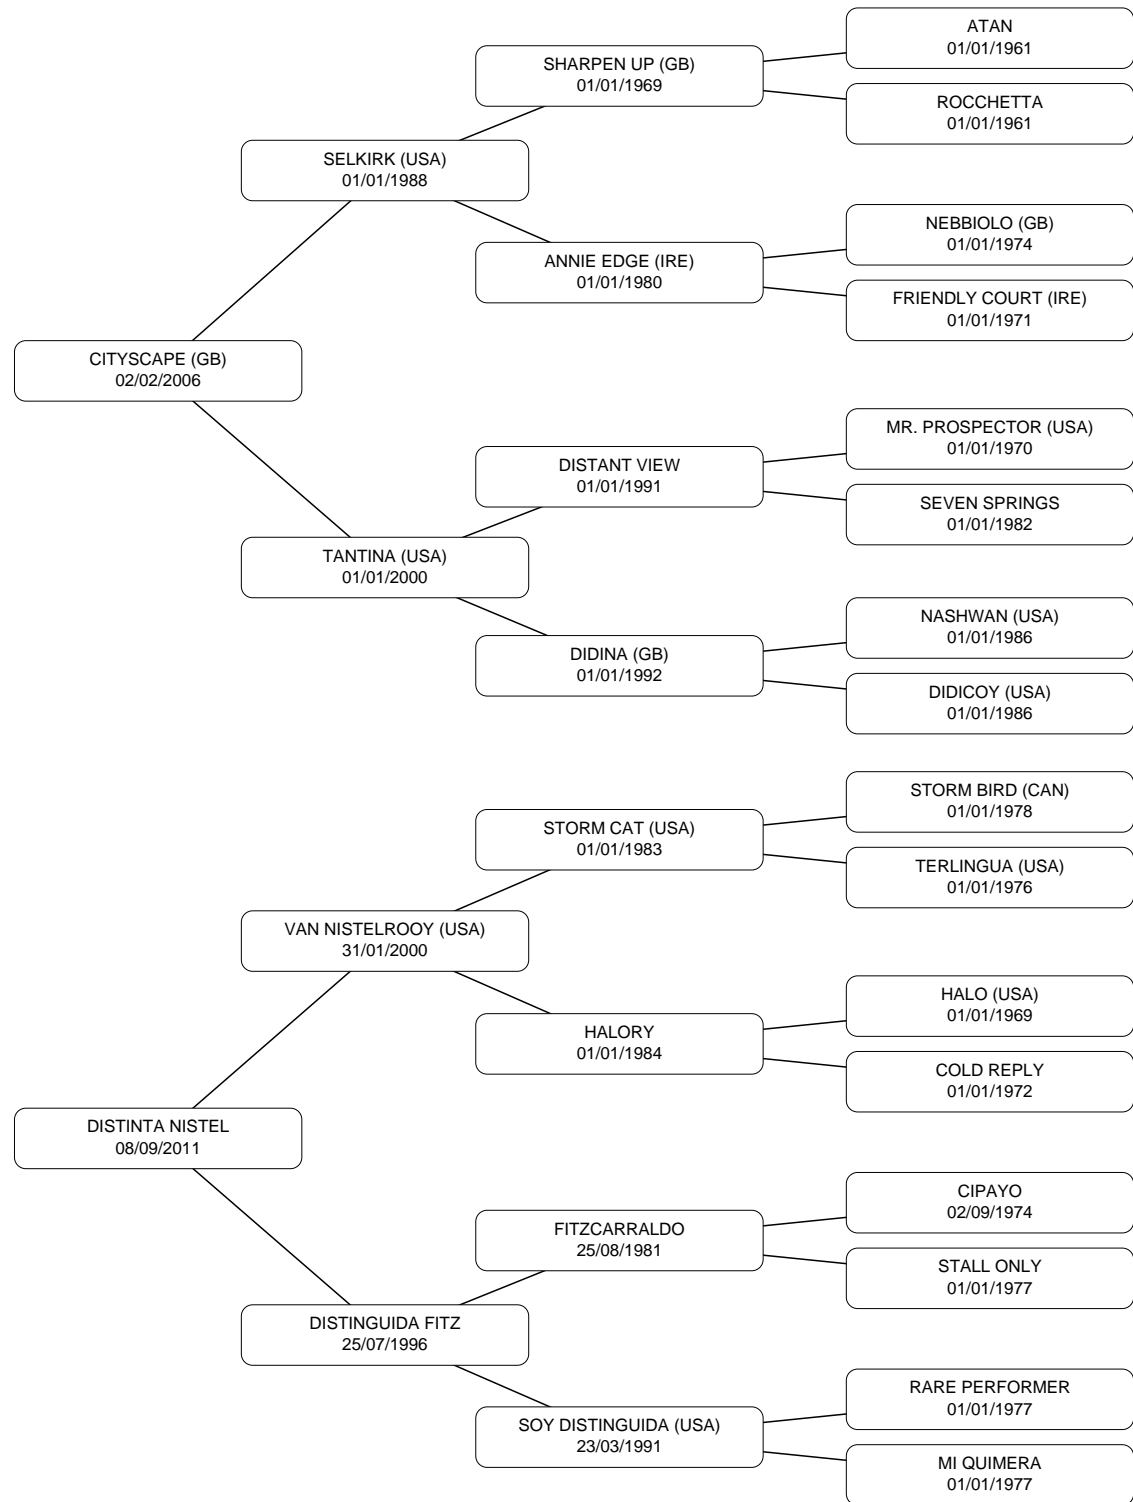 ATAN
01/01/1961
SHARPEN UP (GB)
01/01/1969
ROCCHETTA
01/01/1961
SELKIRK (USA)
01/01/1988
NEBBIOLO (GB)
01/01/1974
ANNIE EDGE (IRE)
01/01/1980
FRIENDLY COURT (IRE)
01/01/1971
CITYSCAPE (GB)
02/02/2006
MR. PROSPECTOR (USA)
01/01/1970
DISTANT VIEW
01/01/1991
SEVEN SPRINGS
01/01/1982
TANTINA (USA)
01/01/2000
NASHWAN (USA)
01/01/1986
DIDINA (GB)
01/01/1992
DIDICOY (USA)
01/01/1986
STORM BIRD (CAN)
01/01/1978
STORM CAT (USA)
01/01/1983
TERLINGUA (USA)
01/01/1976
VAN NISTELROOY (USA)
31/01/2000
HALO (USA)
01/01/1969
HALORY
01/01/1984
COLD REPLY
01/01/1972
DISTINTA NISTEL
08/09/2011
CIPAYO
02/09/1974
FITZCARRALDO
25/08/1981
STALL ONLY
01/01/1977
DISTINGUIDA FITZ
25/07/1996
RARE PERFORMER
01/01/1977
SOY DISTINGUIDA (USA)
23/03/1991
MI QUIMERA
01/01/1977